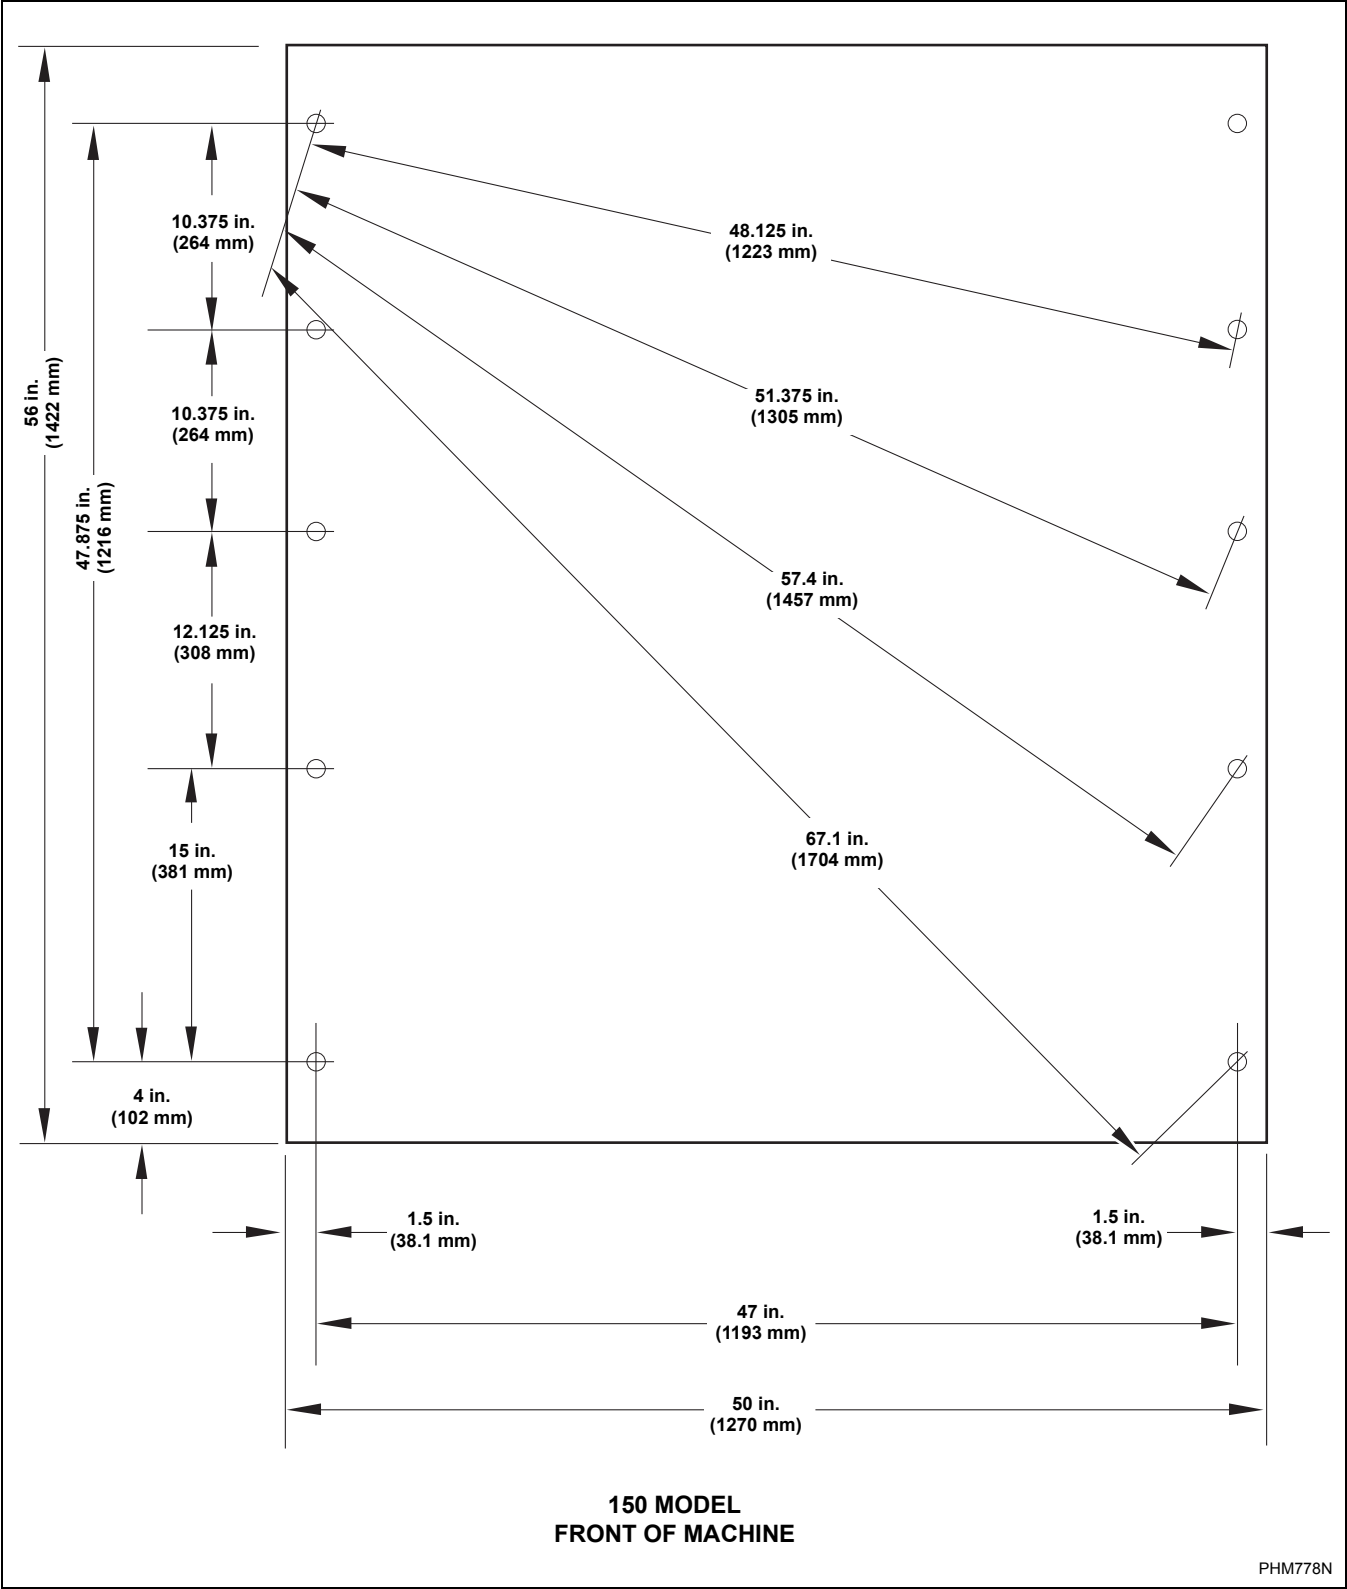 10.375 in.
(264 mm)
48.125 in.
(1223 mm)
56 in.
(1422 mm)
10.375 in.
(264 mm)
51.375 in.
(1305 mm)
47.875 in.
(1216 mm)
57.4 in.
(1457 mm)
12.125 in.
(308 mm)
15 in.
(381 mm)
67.1 in.
(1704 mm)
4 in.
(102 mm)
1.5 in.
(38.1 mm)
1.5 in.
(38.1 mm)
47 in.
(1193 mm)
50 in.
(1270 mm)
150 MODEL
FRONT OF MACHINE
PHM778N